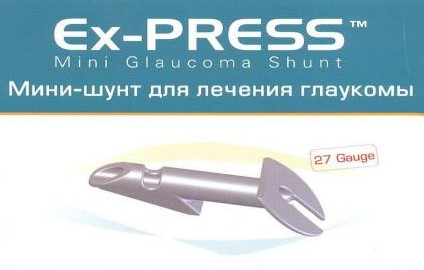 Ex-PRESS™
Mini Glaucoma Shunt
Мини-шунт для лечения глаукомы
27 Gauge